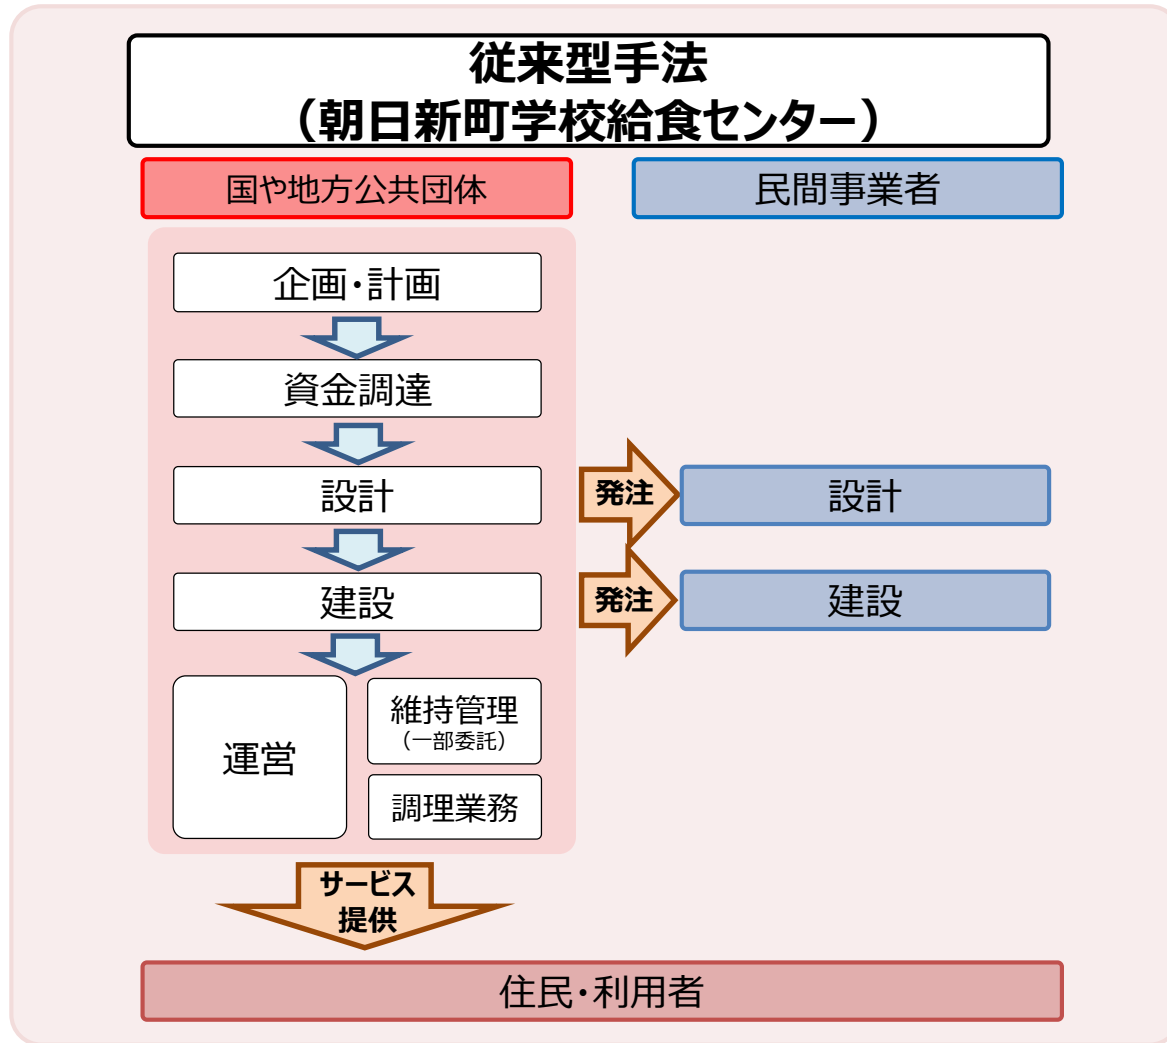 従来型手法
（朝日新町学校給食センター）
国や地方公共団体
民間事業者
企画・計画
資金調達
設計
発注
設計
建設
発注
建設
運営
維持管理
（一部委託）
調理業務
サービス
提供
住民・利用者